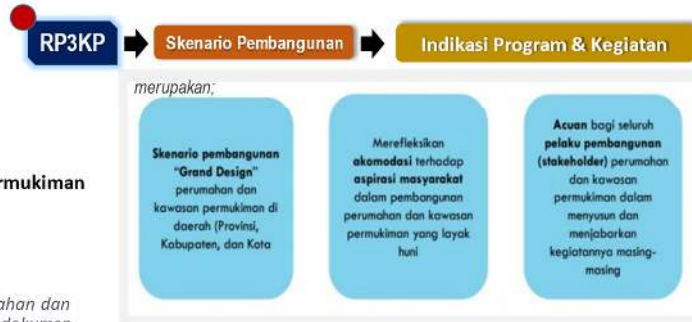 RP3KP
Skenario Pembangunan
Indikasi Program & Kegiatan
merupakan;
Skenario pembangunan
"Grand Design"
perumahan dan
kawasan permukiman di
daerah (Provinsi,
Kabupaten, dan Kota
Merefleksikan
akomodasi terhadap
aspirasi masyarakat
dalam pembangunan
perumahan dan kawasan
permukiman yang layak
huni
Acuan bagi seluruh
pelaku pembangunan
(stakeholder) perumahan
dan kawasan
permukiman dalam
menyusun dan
menjabarkan
kegiatannya masing-
masing
rmukiman
ahan dan
dokumen